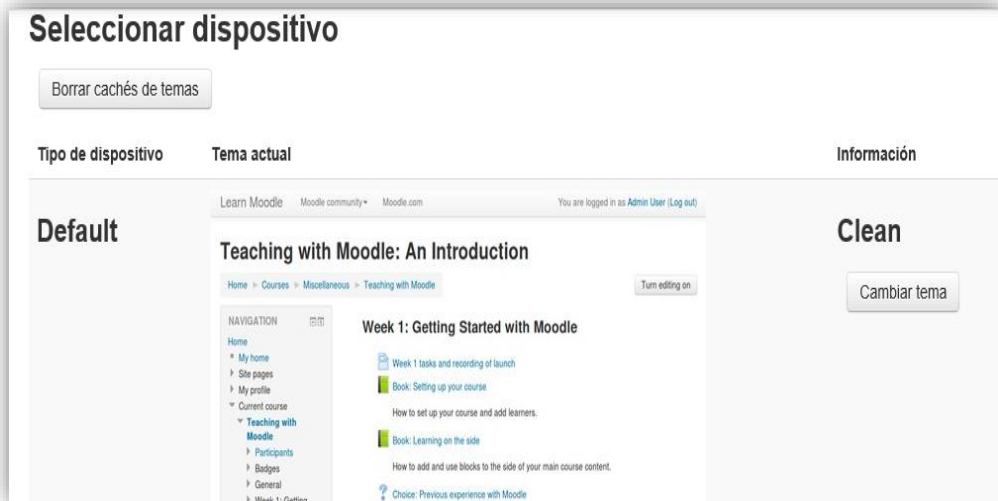 Seleccionar dispositivo
Borrar cachés de temas
Tipo de dispositivo Tema actual Información
Default
Clean
Cambiar tema
Learn Moodle Moodle community Moodle.com You are logged in as Admin User (Log out)
Teaching with Moodle: An Introduction
Home Courses Miscellaneous Teaching with Moodle Turn editing on
NAVIGATION
Home
My home
Site pages
My profile
Current course
Teaching with
Moodle
Participants
Badges
General
Week 1: Getting
Week 1: Getting Started with Moodle
Week 1 tasks and recording of launch
Book: Setting up your course
How to set up your course and add learners.
Book: Learning on the side
How to add and use blocks to the side of your main course content.
Choice: Previous experience with Moodle